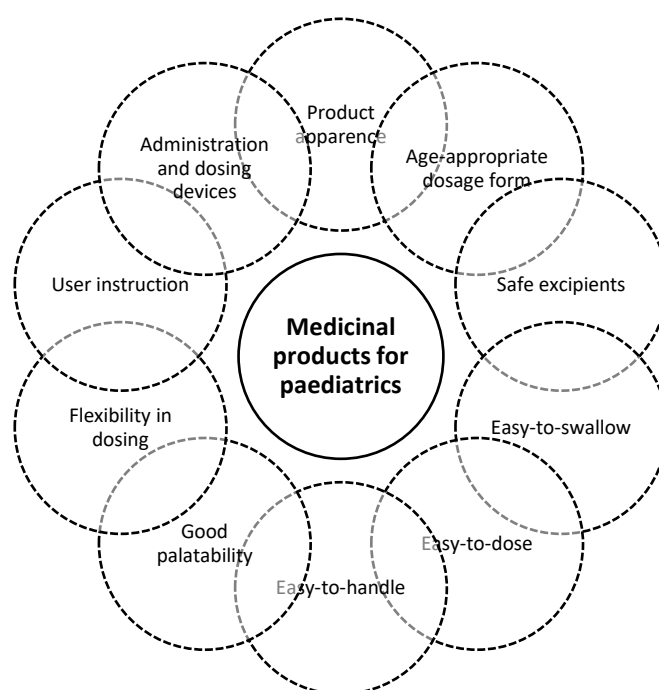 Product
apparence
Age-appropriate
dosage form
Safe excipients
Easy-to-swallow
Easy-to-dose
Easy-to-handle
Good
palatability
Flexibility in
dosing
User instruction
Administration
and dosing
devices
Medicinal
products for
paediatrics